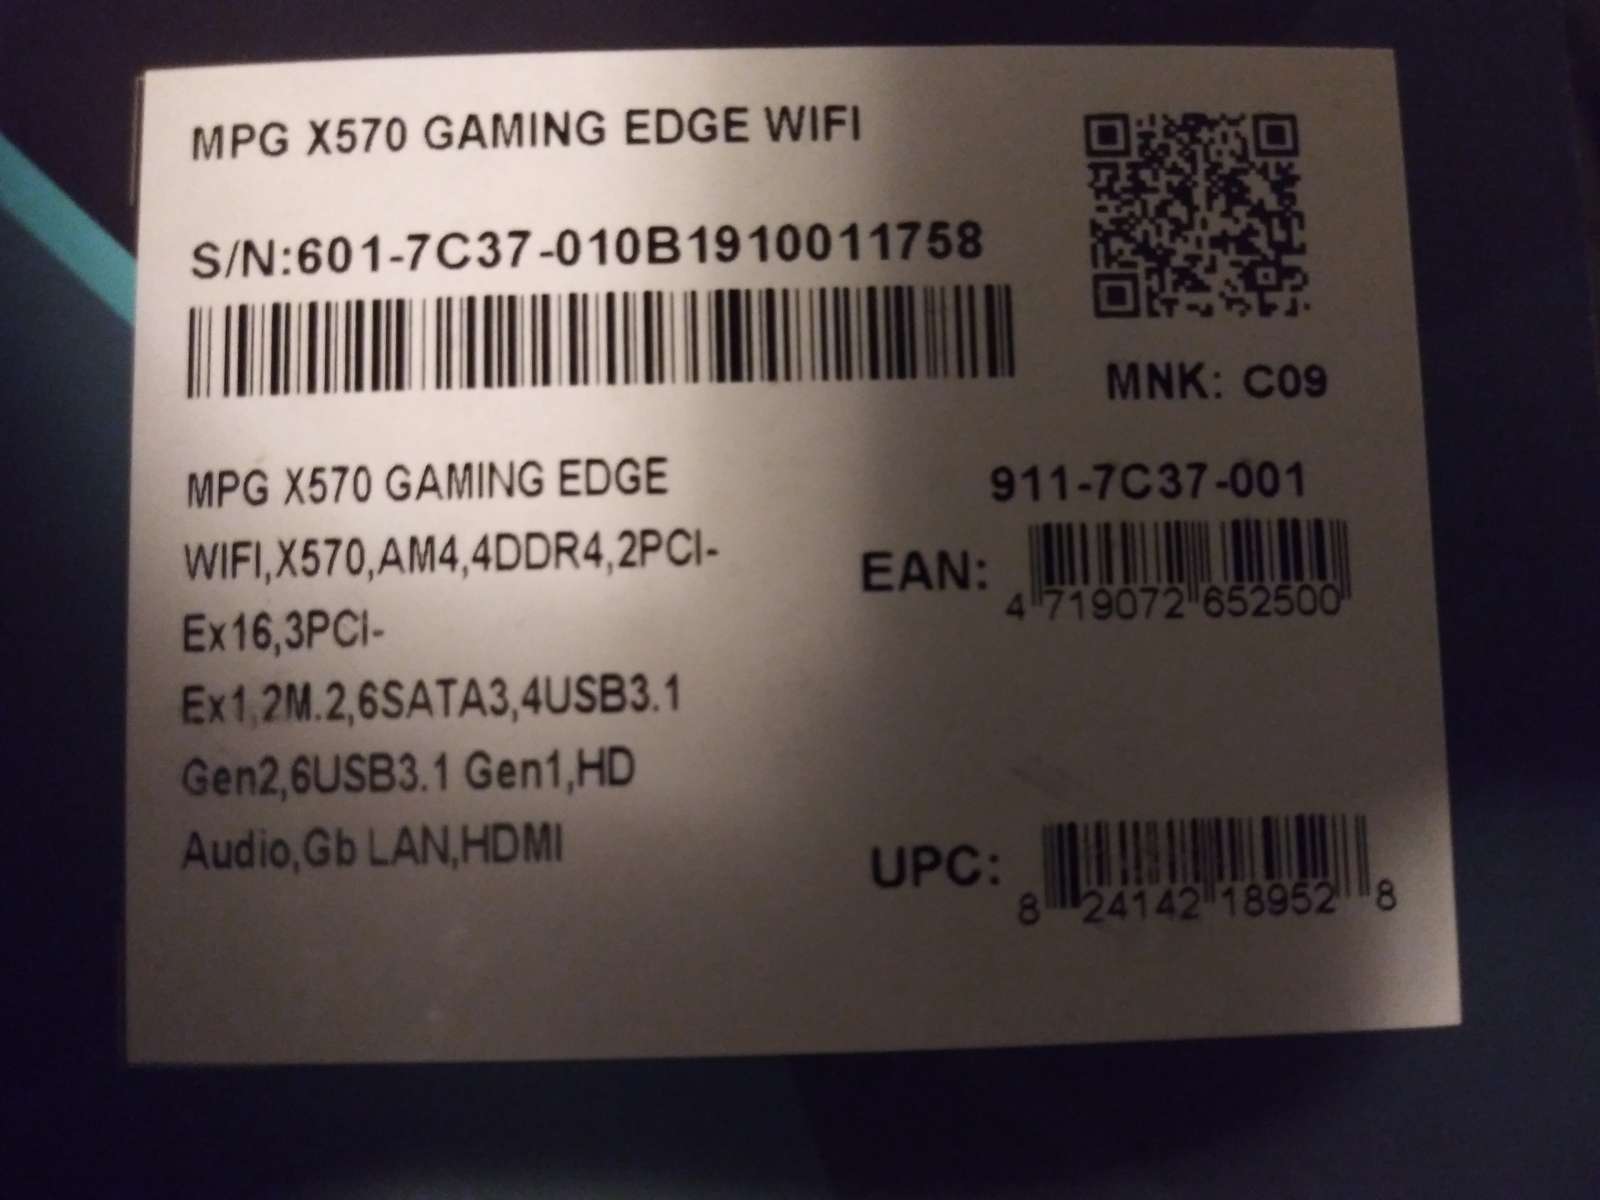 MPG X570 GAMING EDGE WIFI
S/N:601-7C37-010B1910011758
MNK: C09
MPG X570 GAMING EDGE
WIFI,X570,AM4,4DDR4,2PCI-
Ex16,3PCI-
Ex1,2M.2,6SATA3,4USB3.1
Gen2,6USB3.1 Gen1,HD
Audio,Gb LAN,HDMI
911-7C37-001
EAN:
4 719072 652500
UPC:
8 24142 18952 8